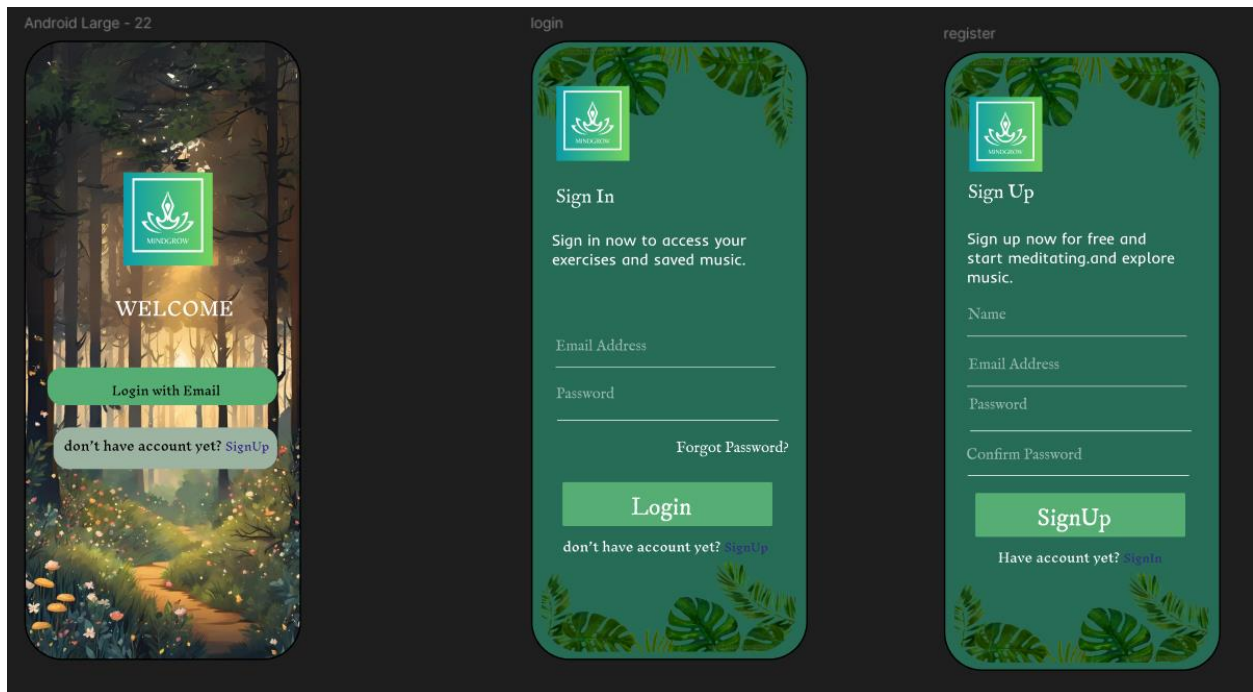 Android Large - 22
MINDGROW
WELCOME
Login with Email
don't have account yet? SignUp
login
MINDGROW
Sign In
Sign in now to access your
exercises and saved music.
Email Address
Password
Forgot Password?
Login
don't have account yet? SignUp
register
MINDGROW
Sign Up
Sign up now for free and
start meditating,and explore
music.
Name
Email Address
Password
Confirm Password
SignUp
Have account yet? SignIn